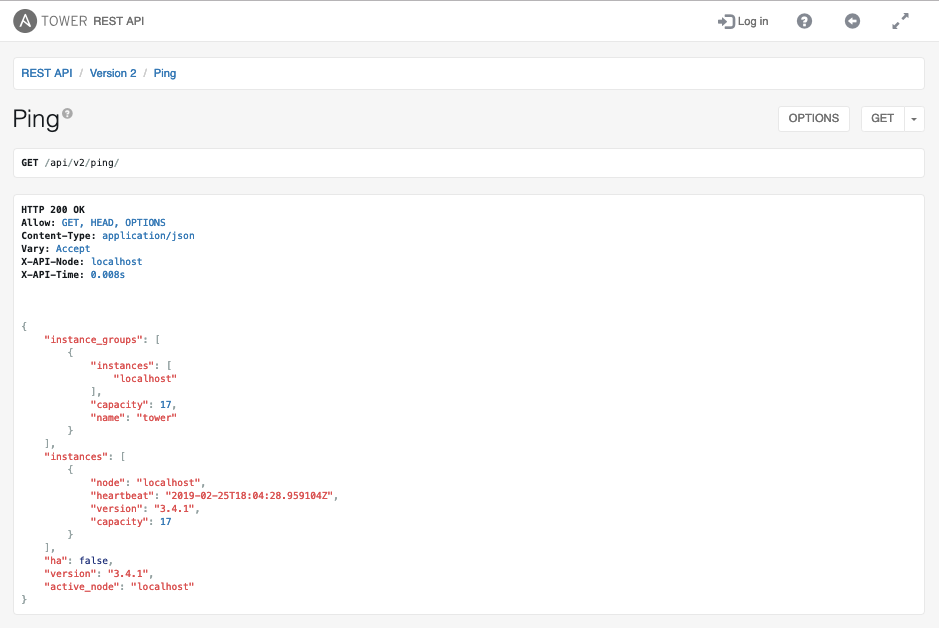 A TOWER REST API Log in ?
REST API / Version 2 / Ping
Ping ? OPTIONS GET
GET /api/v2/ping/
HTTP 200 OK
Allow: GET, HEAD, OPTIONS
Content-Type: application/json
Vary: Accept
X-API-Node: localhost
X-API-Time: 0.008s
{
    "instance_groups": [
        {
            "instances": [
                "localhost"
            ],
            "capacity": 17,
            "name": "tower"
        }
    ],
    "instances": [
        {
            "node": "localhost",
            "heartbeat": "2019-02-25T18:04:28.959104Z",
            "version": "3.4.1",
            "capacity": 17
        }
    ],
    "ha": false,
    "version": "3.4.1",
    "active_node": "localhost"
}